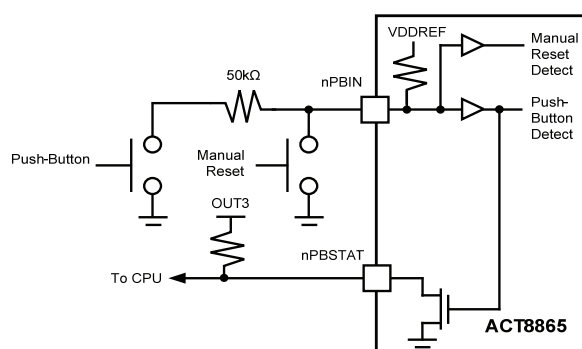 VDDREF
Manual
Reset
Detect
50kΩ
nPBIN
Push-
Button
Detect
Push-Button
Manual
Reset
OUT3
nPBSTAT
To CPU
ACT8865